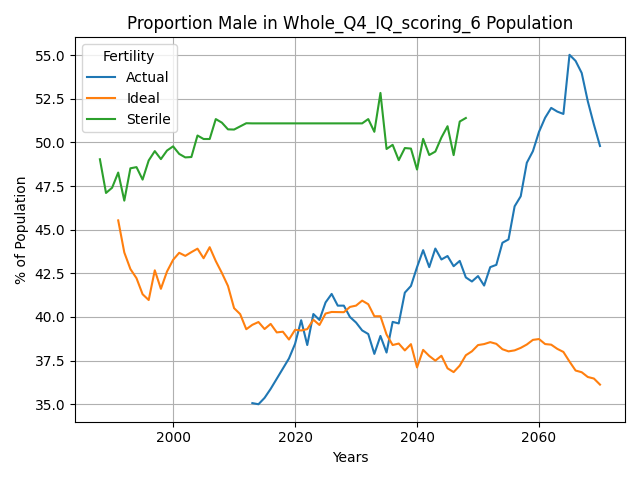 Proportion Male in Whole_Q4_IQ_scoring_6 Population
Fertility
Actual
Ideal
Sterile
% of Population
55.0
52.5
50.0
47.5
45.0
42.5
40.0
37.5
35.0
2000
2020
2040
2060
Years